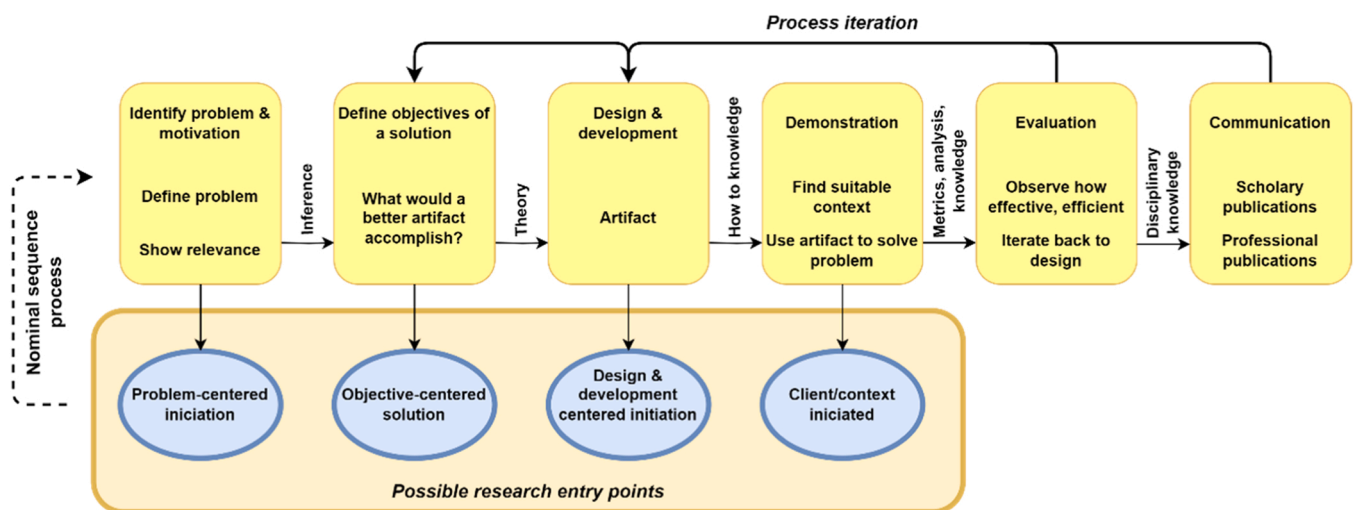 Process iteration
Identify problem &
motivation
Define problem
Show relevance
Inference
Define objectives of
a solution
What would a
better artifact
accomplish?
Theory
Design &
development
Artifact
How to knowledge
Demonstration
Find suitable
context
Use artifact to solve
problem
Metrics, analysis,
knowledge
Evaluation
Observe how
effective, efficient
Iterate back to
design
Disciplinary
knowledge
Communication
Scholary
publications
Professional
publications
Nominal sequence
process
Problem-centered
iniciation
Objective-centered
solution
Design &
development
centered initiation
Client/context
iniciated
Possible research entry points